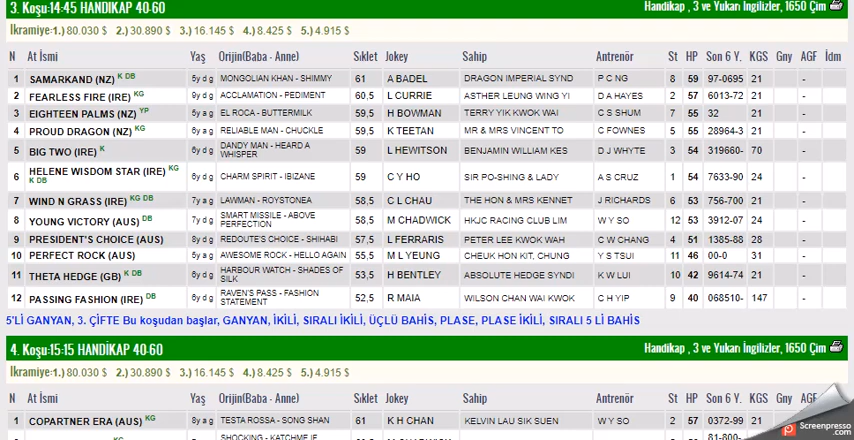 3. Koşu:14:45 HANDİKAP 40-60 Handikap , 3 ve Yukarı İngilizler, 1650 Çim
İkramiye:1.) 80.030 $ 2.) 30.890 $ 3.) 16.145 $ 4.) 8.425 $ 5.) 4.915 $
N At İsmi Yaş Orijin(Baba - Anne) Sıklet Jokey Sahip Antrenör St HP Son 6 Y. KGS Gny AGF İdm
1 SAMARKAND (NZ) K DB 6y d g MONGOLIAN KHAN - SHIMMY 61 A BADEL DRAGON IMPERIAL SYND P C NG 8 59 97-0695 21 -
2 FEARLESS FIRE (IRE) KG 9y d g ACCLAMATION - PEDIMENT 60,5 L CURRIE ASTHER LEUNG WING YI D A HAYES 2 57 6013-72 21 -
3 EIGHTEEN PALMS (NZ) YP 5y a g EL ROCA - BUTTERMILK 59,5 H BOWMAN TERRY YIK KWOK WAI C S SHUM 7 55 32 21 -
4 PROUD DRAGON (NZ) KG 6y a g RELIABLE MAN - CHUCKLE 59,5 K TEETAN MR & MRS VINCENT TO C FOWNES 5 55 28964-3 21 -
5 BIG TWO (IRE) K 6y d g DANDY MAN - HEARD A WHISPER 59 L HEWITSON BENJAMIN WILLIAM KES D J WHYTE 3 54 319660- 70 -
6 HELENE WISDOM STAR (IRE) KG K DB 6y d g CHARM SPIRIT - IBIZANE 59 C Y HO SIR PO-SHING & LADY A S CRUZ 1 54 7633-90 24 -
7 WIND N GRASS (IRE) KG DB 7y a g LAWMAN - ROYSTONEA 58,5 C L CHAU THE HON & MRS KENNET J RICHARDS 6 53 756-700 21 -
8 YOUNG VICTORY (AUS) DB 7y d g SMART MISSILE - ABOVE PERFECTION 58,5 M CHADWICK HKJC RACING CLUB LIM W Y SO 12 53 3912-07 24 -
9 PRESIDENT'S CHOICE (AUS) 8y d g REDOUTE'S CHOICE - SHIHABI 57,5 L FERRARIS PETER LEE KWOK WAH C W CHANG 4 51 1385-88 28 -
10 PERFECT ROCK (AUS) 5y a g AWESOME ROCK - HELLO AGAIN 55,5 M L YEUNG CHEUK HON KIT, CHUNG Y S TSUI 11 46 00-0 31 -
11 THETA HEDGE (GB) K DB 6y d g HARBOUR WATCH - SHADES OF SILK 53,5 H BENTLEY ABSOLUTE HEDGE SYNDI K W LUI 10 42 9614-74 21 -
12 PASSING FASHION (IRE) DB 6y d g RAVEN'S PASS - FASHION STATEMENT 52,5 R MAIA WILSON CHAN WAI KWOK C H YIP 9 40 068510- 147 -
5'Lİ GANYAN, 3. ÇİFTE Bu koşudan başlar, GANYAN, İKİLİ, SIRALI İKİLİ, ÜÇLÜ BAHİS, PLASE, PLASE İKİLİ, SIRALI 5 Lİ BAHİS
4. Koşu:15:15 HANDİKAP 40-60 Handikap , 3 ve Yukarı İngilizler, 1650 Çim
İkramiye:1.) 80.030 $ 2.) 30.890 $ 3.) 16.145 $ 4.) 8.425 $ 5.) 4.915 $
N At İsmi Yaş Orijin(Baba - Anne) Sıklet Jokey Sahip Antrenör St HP Son 6 Y. KGS Gny AGF
1 COPARTNER ERA (AUS) KG 8y a g TESTA ROSSA - SONG SHAN 61 K H CHAN KELVIN LAU SIK SUEN W Y SO 2 57 0372-99 21 -
KG SHOCKING - KATCHME IF 81-800-
Screenpresso.com